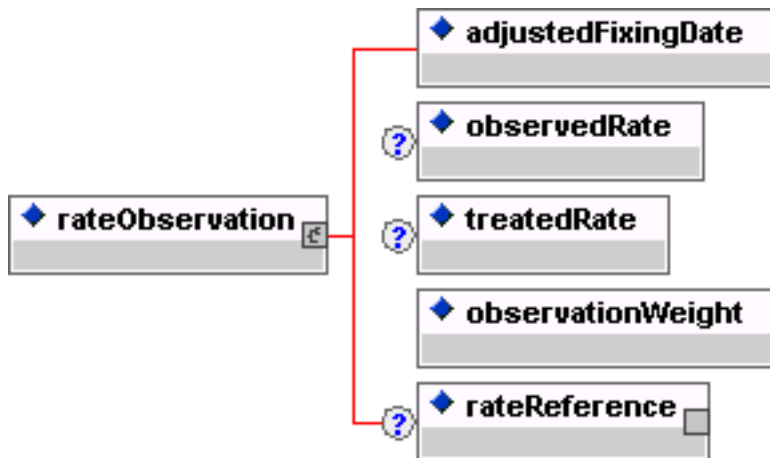 adjustedFixingDate
? observedRate
rateObservation
? treatedRate
observationWeight
? rateReference